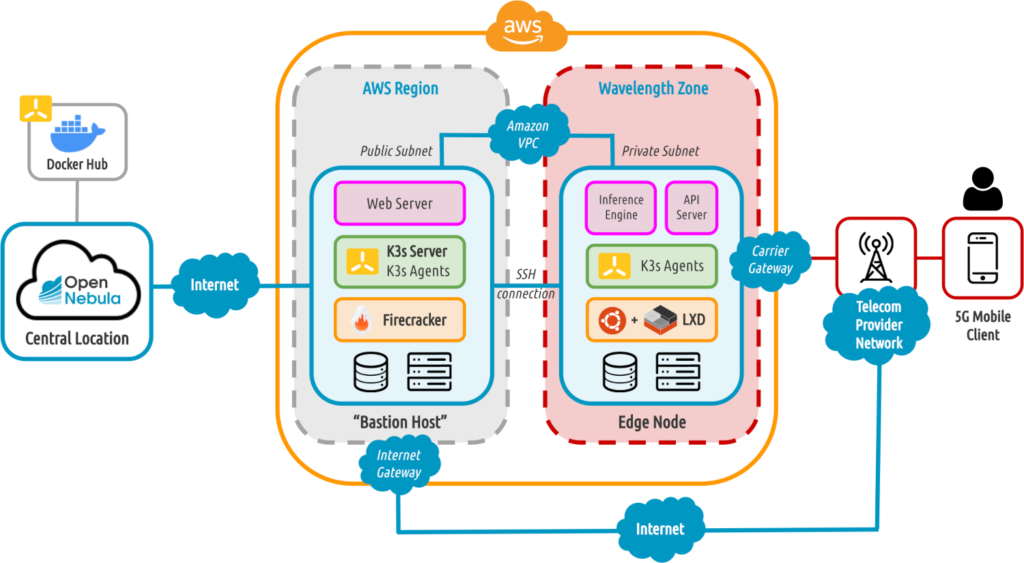 aws
AWS Region
Wavelength Zone
Amazon
VPC
Public Subnet
Private Subnet
Docker Hub
Web Server
Inference
Engine
API
Server
Open
Nebula
Central Location
Internet
K3s Server
K3s Agents
SSH
connection
K3s Agents
Carrier
Gateway
Firecracker
+
LXD
Telecom
Provider
Network
5G Mobile
Client
“Bastion Host”
Edge Node
Internet
Gateway
Internet